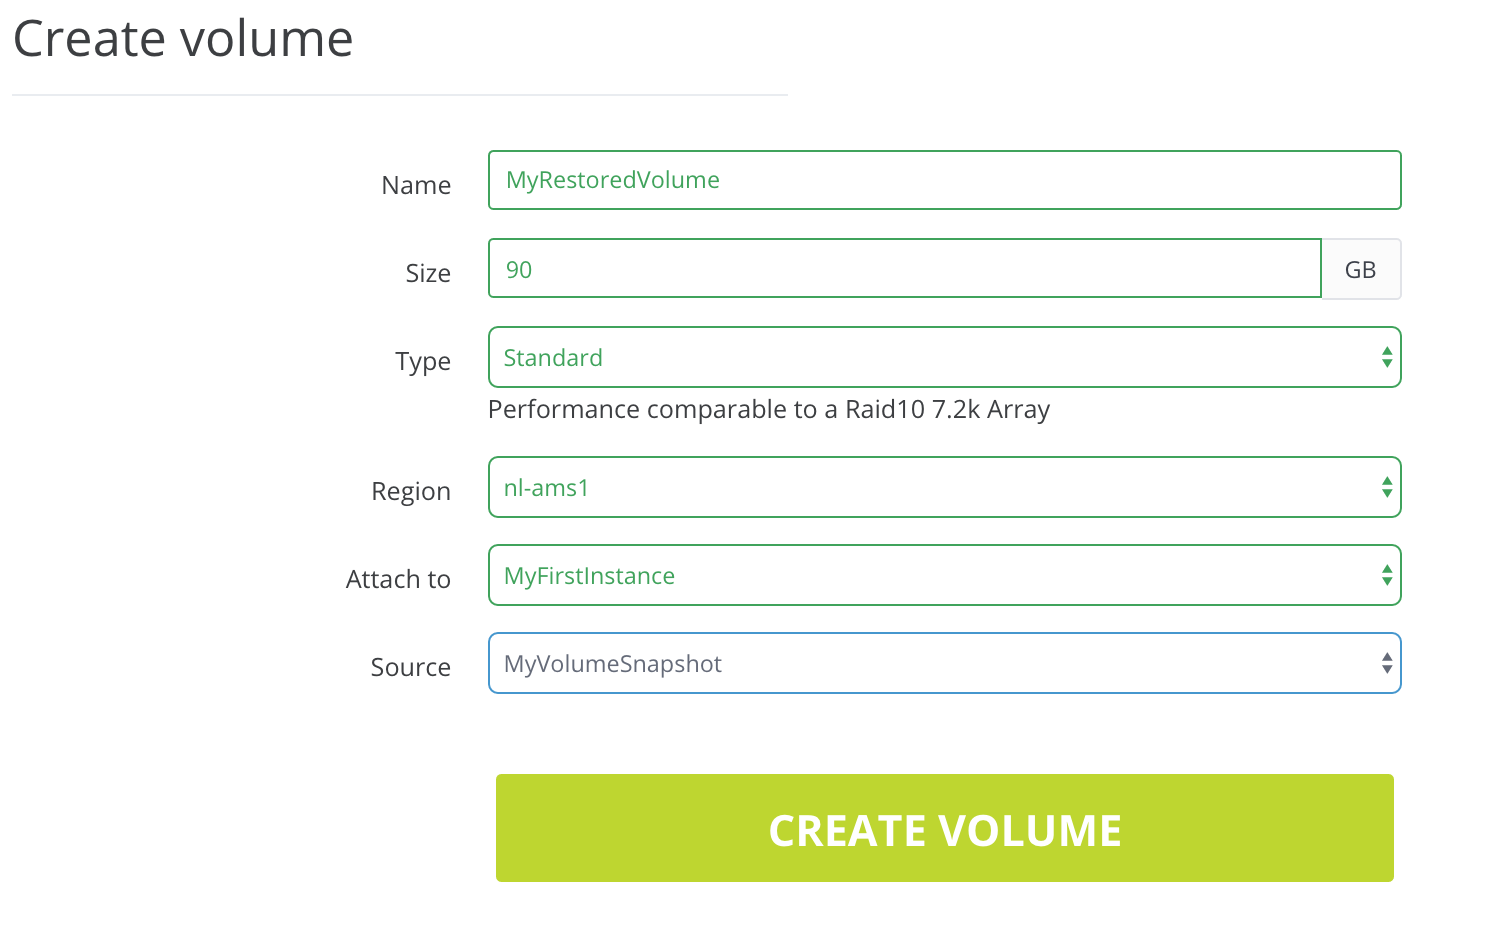 Create volume
Name MyRestoredVolume
Size 90 GB
Type Standard
Performance comparable to a Raid10 7.2k Array
Region nl-ams1
Attach to MyFirstInstance
Source MyVolumeSnapshot
CREATE VOLUME